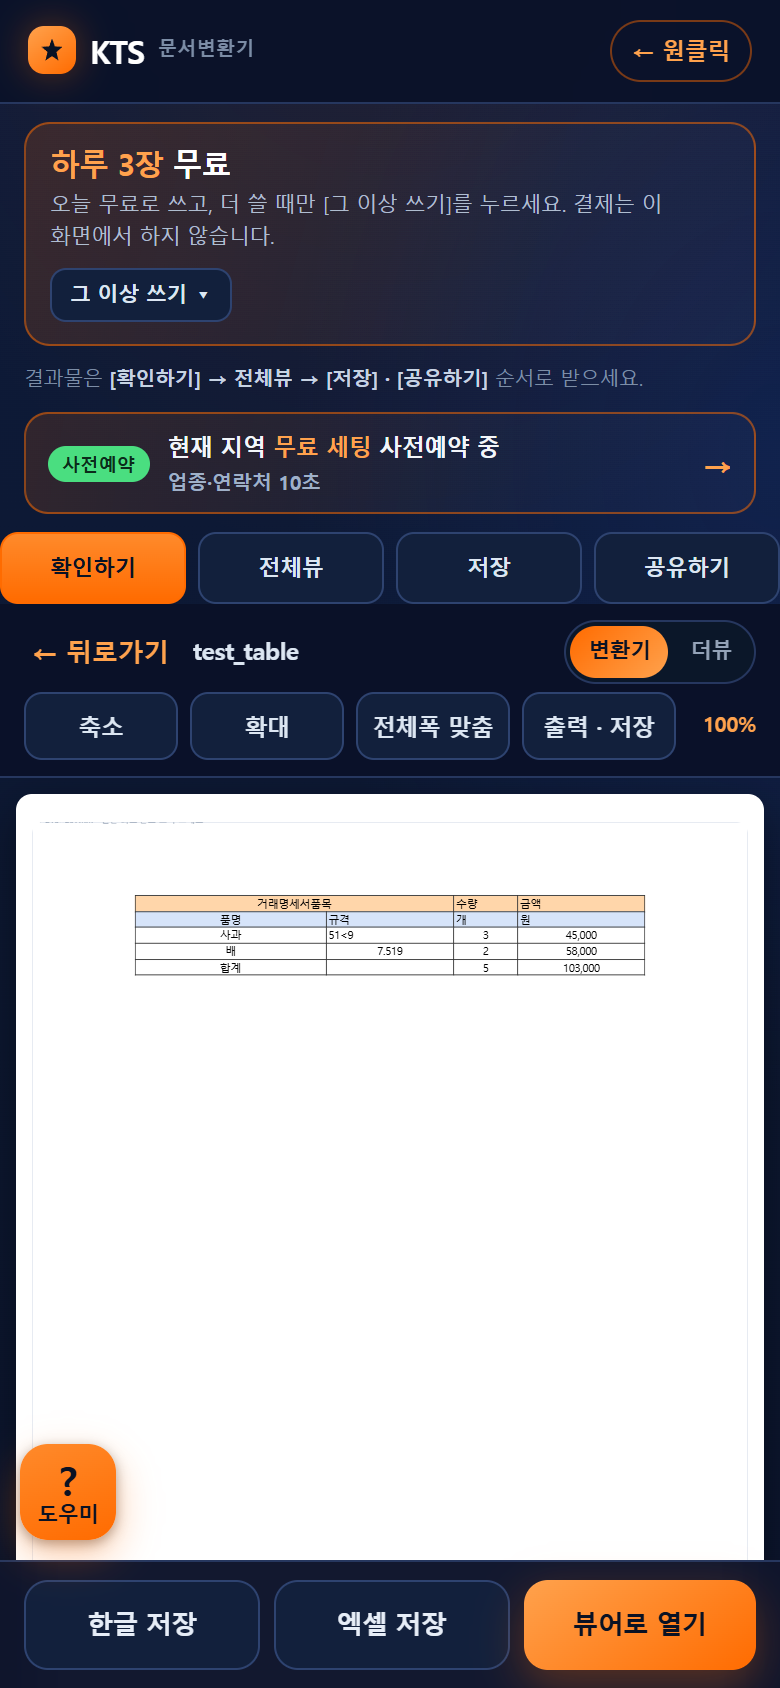 KTS 문서변환기
← 원클릭
하루 3장 무료
오늘 무료로 쓰고, 더 쓸 때만 [그 이상 쓰기]를 누르세요. 결제는 이
화면에서 하지 않습니다.
그 이상 쓰기 ▼
결과물은 [확인하기] → 전체뷰 → [저장] · [공유하기] 순서로 받으세요.
사전예약
현재 지역 무료 세팅 사전예약 중
업종·연락처 10초
→
확인하기 전체뷰 저장 공유하기
← 뒤로가기 test_table 변환기 더뷰
축소 확대 전체폭 맞춤 출력 · 저장 100%
거래명세서품목 수량 금액
품명 규격 개 원
사과 51<9 3 45,000
배 7.519 2 58,000
합계 5 103,000
?
도우미
한글 저장 엑셀 저장 뷰어로 열기